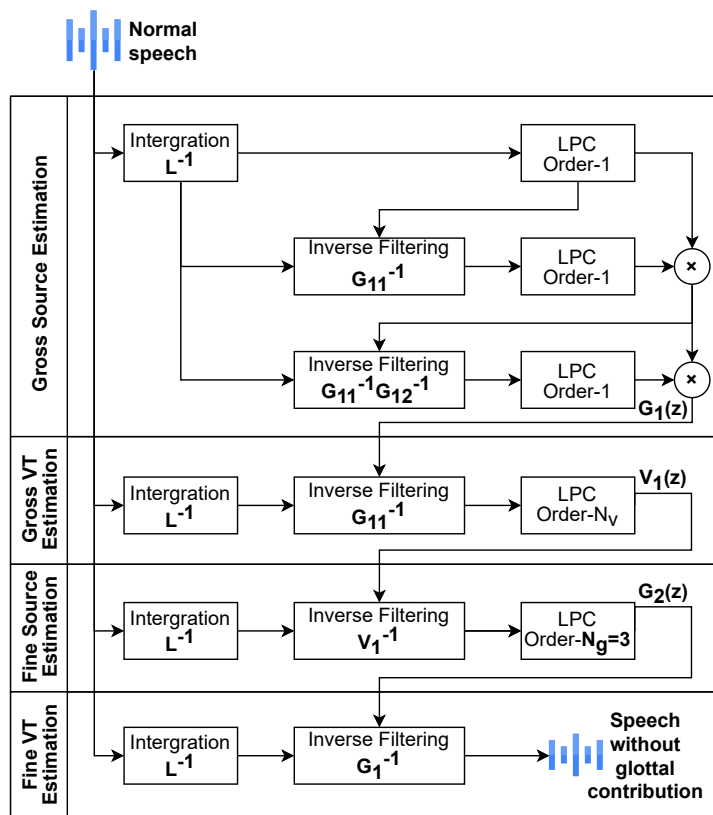 Normal
speech
Gross Source Estimation
Intergration
L⁻¹
LPC
Order-1
Inverse Filtering
G₁₁⁻¹
LPC
Order-1
×
Inverse Filtering
G₁₁⁻¹G₁₂⁻¹
LPC
Order-1
×
G₁(z)
Gross VT
Estimation
Intergration
L⁻¹
Inverse Filtering
G₁₁⁻¹
LPC
Order-Nᵥ
V₁(z)
Fine Source
Estimation
Intergration
L⁻¹
Inverse Filtering
V₁⁻¹
LPC
Order-N_g=3
G₂(z)
Fine VT
Estimation
Intergration
L⁻¹
Inverse Filtering
G₁⁻¹
Speech
without
glottal
contribution